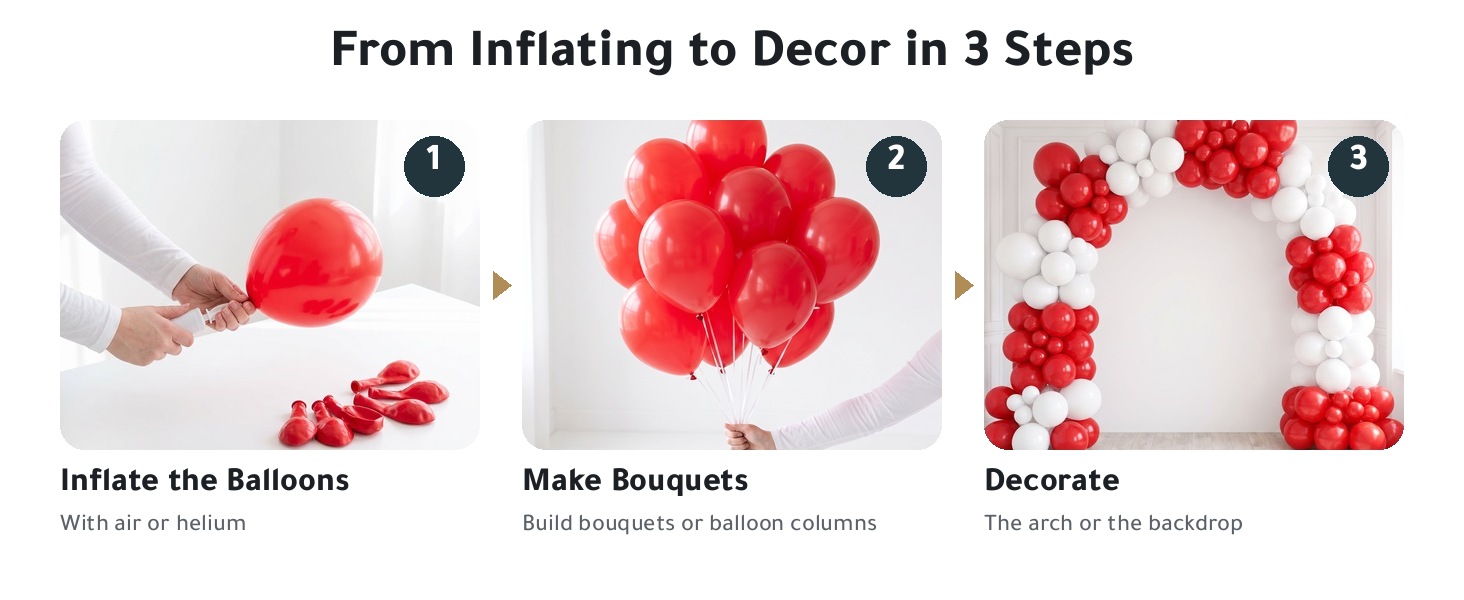 From Inflating to Decor in 3 Steps
1
2
3
Inflate the Balloons
With air or helium
Make Bouquets
Build bouquets or balloon columns
Decorate
The arch or the backdrop